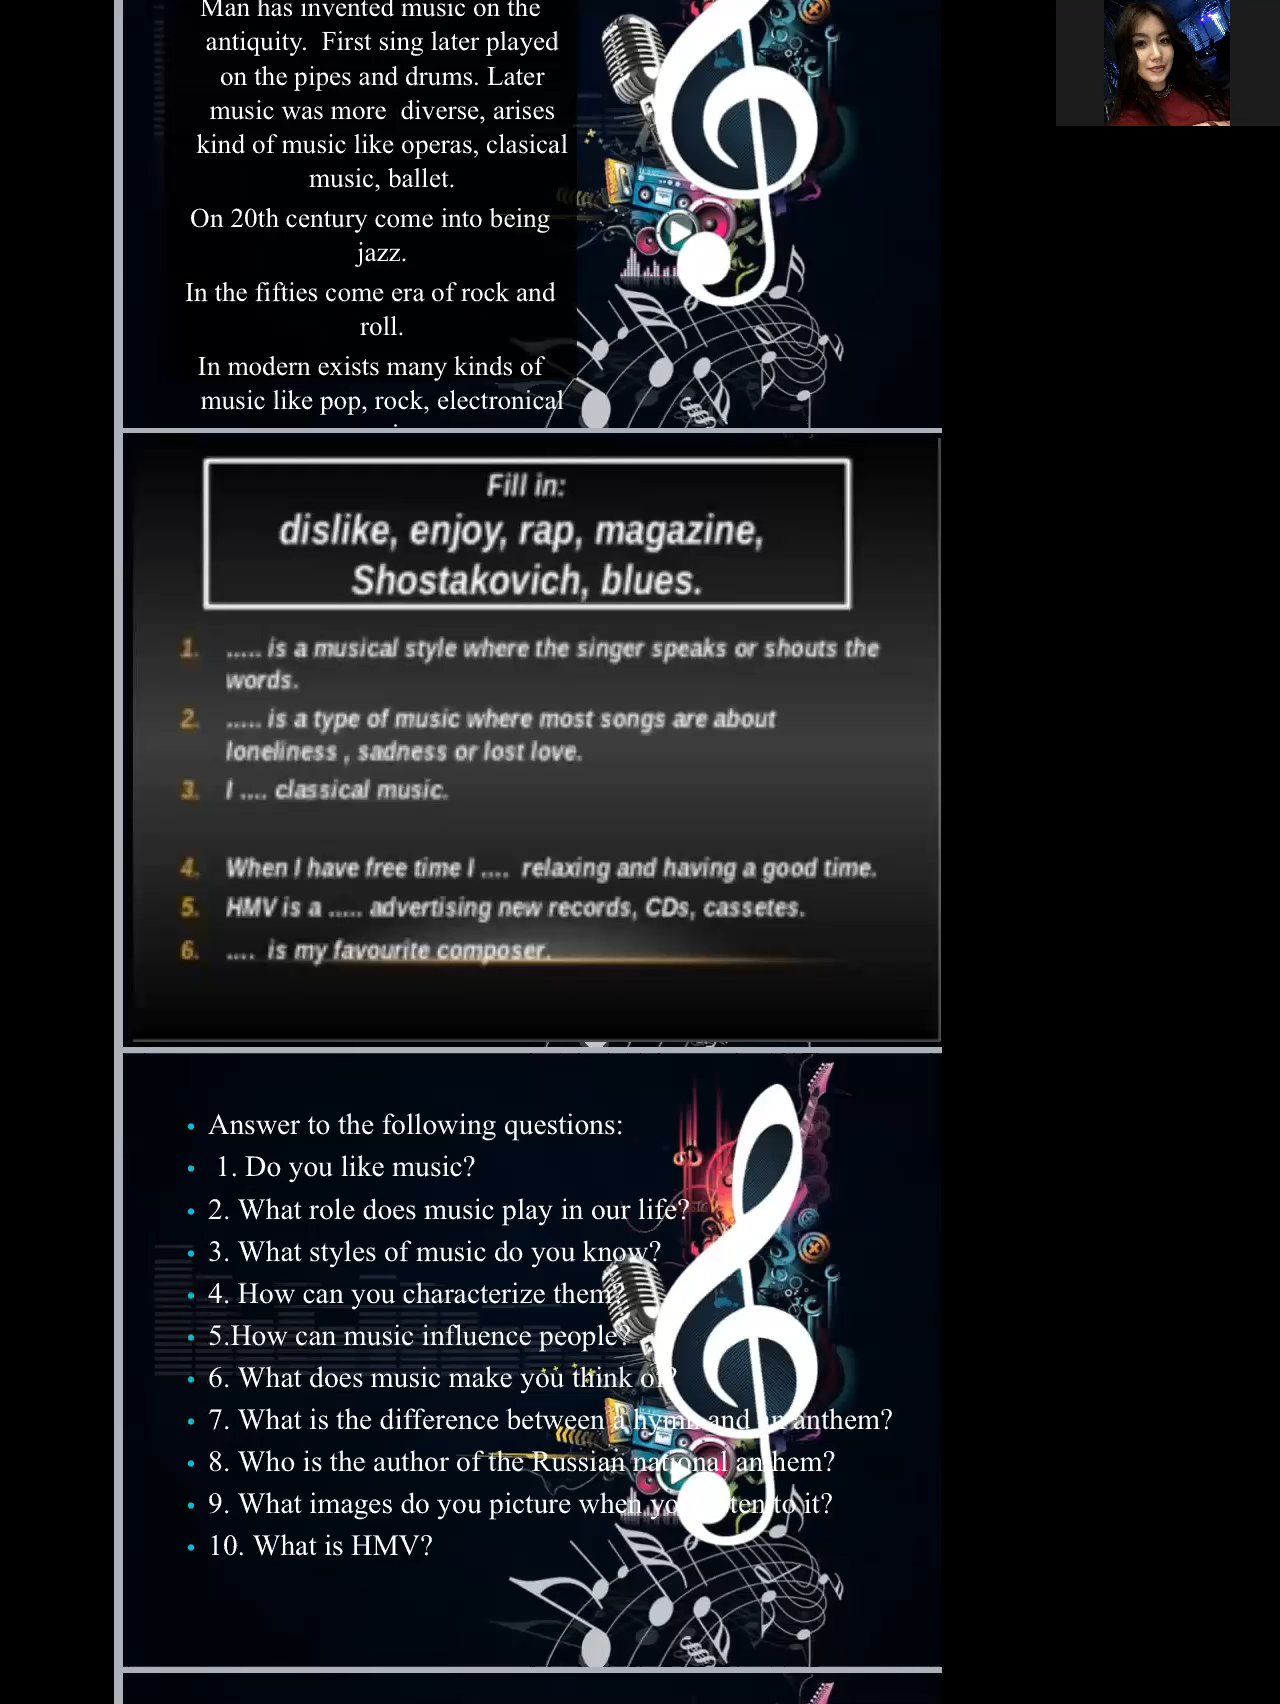 Man has invented music on the
antiquity. First sing later played
on the pipes and drums. Later
music was more diverse, arises
kind of music like operas, clasical
music, ballet.
On 20th century come into being
jazz.
In the fifties come era of rock and
roll.
In modern exists many kinds of
music like pop, rock, electronical
Fill in:
dislike, enjoy, rap, magazine,
Shostakovich, blues.
1. ..... is a musical style where the singer speaks or shouts the
words.
2. ..... is a type of music where most songs are about
loneliness , sadness or lost love.
3. I .... classical music.
4. When I have free time I .... relaxing and having a good time.
5. HMV is a ..... advertising new records, CDs, cassetes.
6. .... is my favourite composer.
• Answer to the following questions:
• 1. Do you like music?
• 2. What role does music play in our life?
• 3. What styles of music do you know?
• 4. How can you characterize them?
• 5.How can music influence people?
• 6. What does music make you think of?
• 7. What is the difference between a hymn and an anthem?
• 8. Who is the author of the Russian national anthem?
• 9. What images do you picture when you listen to it?
• 10. What is HMV?